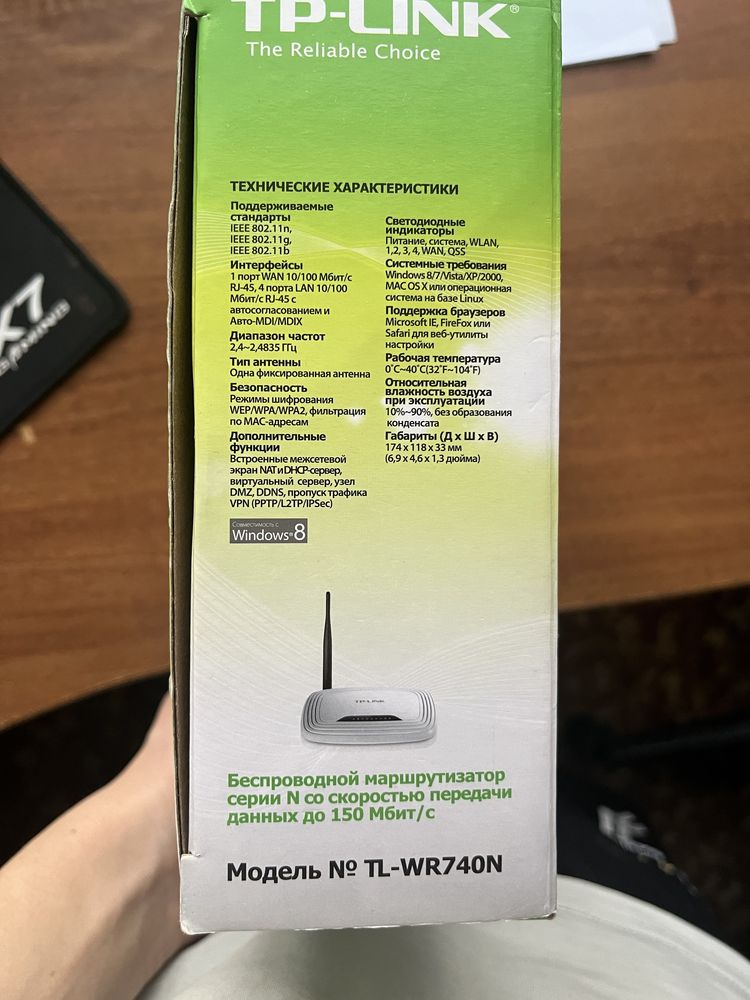 TP-LINK®
The Reliable Choice
ТЕХНИЧЕСКИЕ ХАРАКТЕРИСТИКИ
Поддерживаемые
стандарты
IEEE 802.11n,
IEEE 802.11g,
IEEE 802.11b
Интерфейсы
1 порт WAN 10/100 Мбит/с
RJ-45, 4 порта LAN 10/100
Мбит/с RJ-45 с
автосогласованием и
Авто-MDI/MDIX
Диапазон частот
2,4~2,4835 ГГц
Тип антенны
Одна фиксированная антенна
Безопасность
Режимы шифрования
WEP/WPA/WPA2, фильтрация
по MAC-адресам
Дополнительные
функции
Встроенные межсетевой
экран NAT и DHCP-сервер,
виртуальный сервер, узел
DMZ, DDNS, пропуск трафика
VPN (PPTP/L2TP/IPSec)
Совместимость с
Windows®8
Светодиодные
индикаторы
Питание, система, WLAN,
1,2, 3, 4, WAN, QSS
Системные требования
Windows 8/7/Vista/XP/2000,
MAC OS X или операционная
система на базе Linux
Поддержка браузеров
Microsoft IE, FireFox или
Safari для веб-утилиты
настройки
Рабочая температура
0˚C~40˚C(32˚F~104˚F)
Относительная
влажность воздуха
при эксплуатации
10%~90%, без образования
конденсата
Габариты (Д x Ш x В)
174 x 118 x 33 мм
(6,9 x 4,6 x 1,3 дюйма)
TP-LINK
Беспроводной маршрутизатор
серии N со скоростью передачи
данных до 150 Мбит/с
Модель № TL-WR740N
X7
GAMING